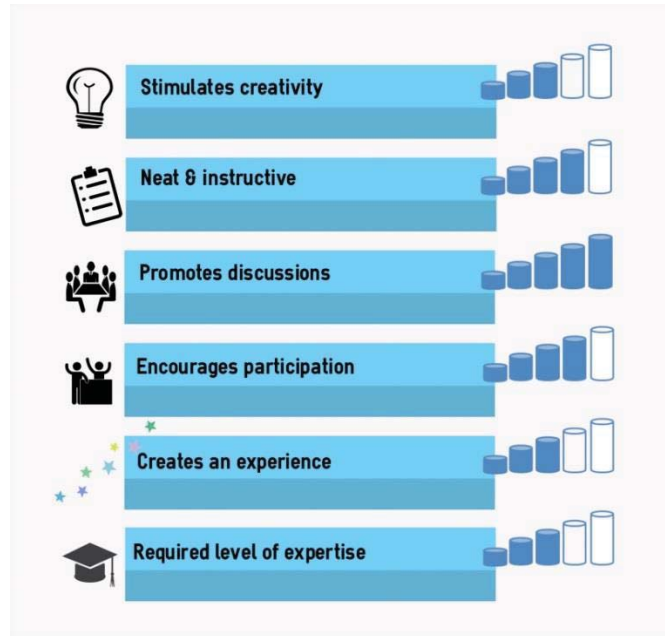 Stimulates creativity
Neat & instructive
Promotes discussions
Encourages participation
Creates an experience
Required level of expertise